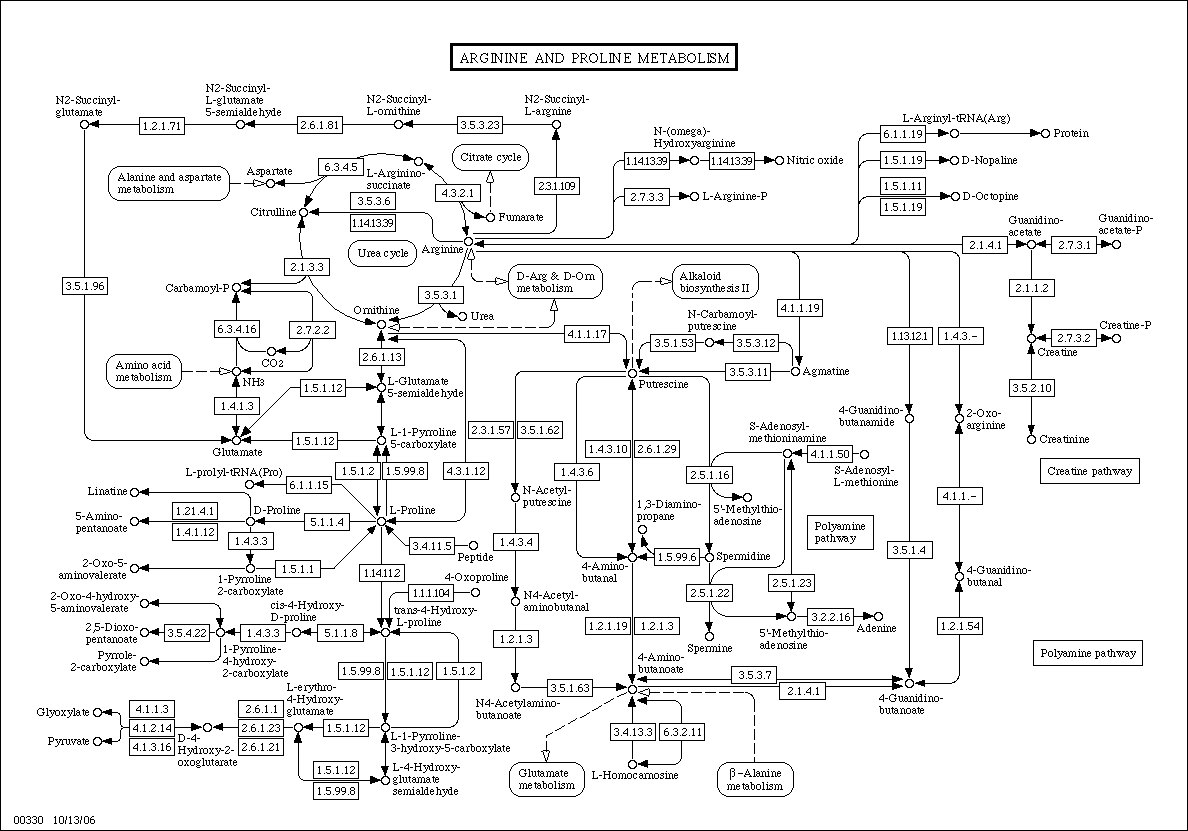 ARGININE AND PROLINE METABOLISM
N2-Succinyl-
glutamate
N2-Succinyl-
L-glutamate
5-semialdehyde
N2-Succinyl-
L-ornithine
N2-Succinyl-
L-arginine
1.2.1.71
2.6.1.81
3.5.3.23
L-Arginyl-tRNA(Arg)
6.1.1.19
Protein
N-(omega)-
Hydroxyarginine
1.14.13.39
1.14.13.39
Nitric oxide
1.5.1.19
D-Nopaline
Citrate cycle
6.3.4.5
Aspartate
Alanine and aspartate
metabolism
L-Arginino-
succinate
4.3.2.1
2.3.1.109
2.7.3.3
L-Arginine-P
1.5.1.11
1.5.1.19
D-Octopine
3.5.3.6
1.14.13.39
Citrulline
Fumarate
Guanidino-
acetate
Guanidino-
acetate-P
Urea cycle
Arginine
2.1.4.1
2.7.3.1
2.1.3.3
D-Arg & D-Orn
metabolism
Alkaloid
biosynthesis II
3.5.1.96
Carbamoyl-P
3.5.3.1
2.1.1.2
Ornithine
Urea
N-Carbamoyl-
putrescine
4.1.1.19
6.3.4.16
2.7.2.2
4.1.1.17
3.5.1.53
3.5.3.12
1.13.12.1
1.4.3.-
Creatine-P
2.7.3.2
Creatine
CO2
2.6.1.13
Amino acid
metabolism
NH3
3.5.3.11
Agmatine
Putrescine
1.5.1.12
L-Glutamate
5-semialdehyde
3.5.2.10
1.4.1.3
4-Guanidino-
butanamide
2-Oxo-
arginine
2.3.1.57
3.5.1.62
S-Adenosyl-
methioninamine
Glutamate
1.5.1.12
L-1-Pyrroline
5-carboxylate
1.4.3.10
2.6.1.29
4.1.1.50
S-Adenosyl-
L-methionine
Creatinine
L-prolyl-tRNA(Pro)
1.5.1.2
1.5.99.8
4.3.1.12
1.4.3.6
2.5.1.16
Creatine pathway
6.1.1.15
Linatine
N-Acetyl-
putrescine
1,3-Diamino-
propane
5'-Methylthio-
adenosine
4.1.1.-
1.21.4.1
D-Proline
L-Proline
5-Amino-
pentanoate
1.4.1.12
5.1.1.4
Polyamine
pathway
1.4.3.3
3.4.11.5
Peptide
1.4.3.4
1.5.99.6
Spermidine
3.5.1.4
2-Oxo-5-
aminovalerate
1.5.1.1
1-Pyrroline
2-carboxylate
1.14.11.2
4-Amino-
butanal
4-Guanidino-
butanal
4-Oxoproline
1.1.1.104
2.5.1.22
2.5.1.23
2-Oxo-4-hydroxy-
5-aminovalerate
cis-4-Hydroxy-
D-proline
trans-4-Hydroxy-
L-proline
N4-Acetyl-
aminobutanal
3.2.2.16
Adenine
2,5-Dioxo-
pentanoate
3.5.4.22
1.4.3.3
5.1.1.8
1.2.1.3
1.2.1.19
1.2.1.3
Spermine
5'-Methylthio-
adenosine
1.2.1.54
Polyamine pathway
Pyrrole-
2-carboxylate
1-Pyrroline-
4-hydroxy-
2-carboxylate
1.5.99.8
1.5.1.12
1.5.1.2
4-Amino-
butanoate
3.5.3.7
2.1.4.1
4-Guanidino-
butanoate
3.5.1.63
N4-Acetylamino-
butanoate
L-erythro-
4-Hydroxy-
glutamate
Glyoxylate
Pyruvate
4.1.1.3
4.1.2.14
4.1.3.16
D-4-
Hydroxy-2-
oxoglutarate
2.6.1.1
2.6.1.23
2.6.1.21
1.5.1.12
L-1-Pyrroline-
3-hydroxy-5-carboxylate
3.4.13.3
6.3.2.11
1.5.1.12
1.5.99.8
L-4-Hydroxy-
glutamate
semialdehyde
Glutamate
metabolism
L-Homocarnosine
β-Alanine
metabolism
00330 10/13/06